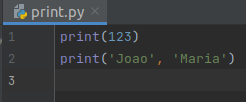 print.py
1 print(123)
2 print('Joao', 'Maria')
3